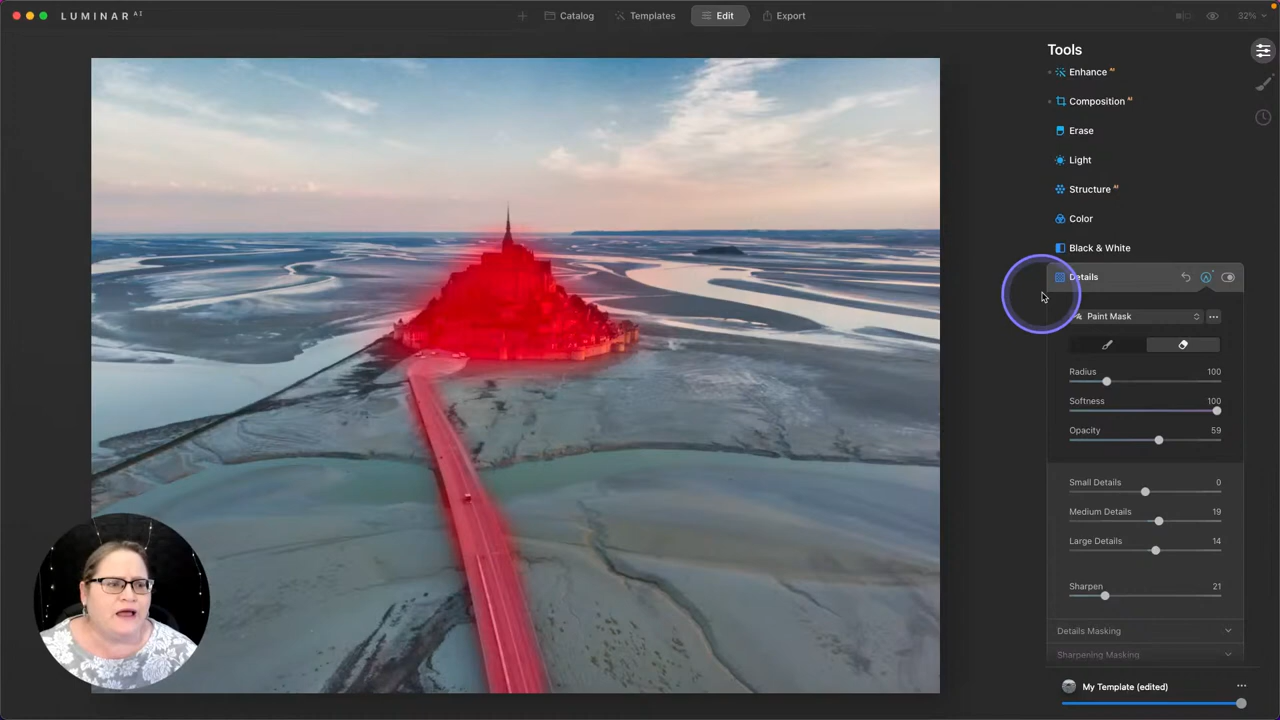 LUMINAR AI
Catalog
Templates
Edit
Export
32%
Tools
Enhance AI
Composition AI
Erase
Light
Structure AI
Color
Black & White
Details
Paint Mask
Radius 100
Softness 100
Opacity 59
Small Details 0
Medium Details 19
Large Details 14
Sharpen 21
Details Masking
Sharpening Masking
My Template (edited)